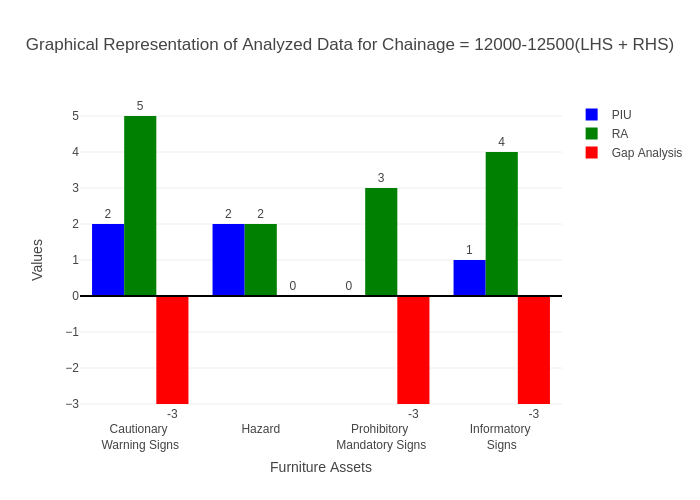 Graphical Representation of Analyzed Data for Chainage = 12000-12500(LHS + RHS)
PIU
RA
Gap Analysis
Values
5
4
3
2
1
0
−1
−2
−3
2
5
-3
2
2
0
0
3
-3
1
4
-3
Cautionary
Warning Signs
Hazard
Prohibitory
Mandatory Signs
Informatory
Signs
Furniture Assets